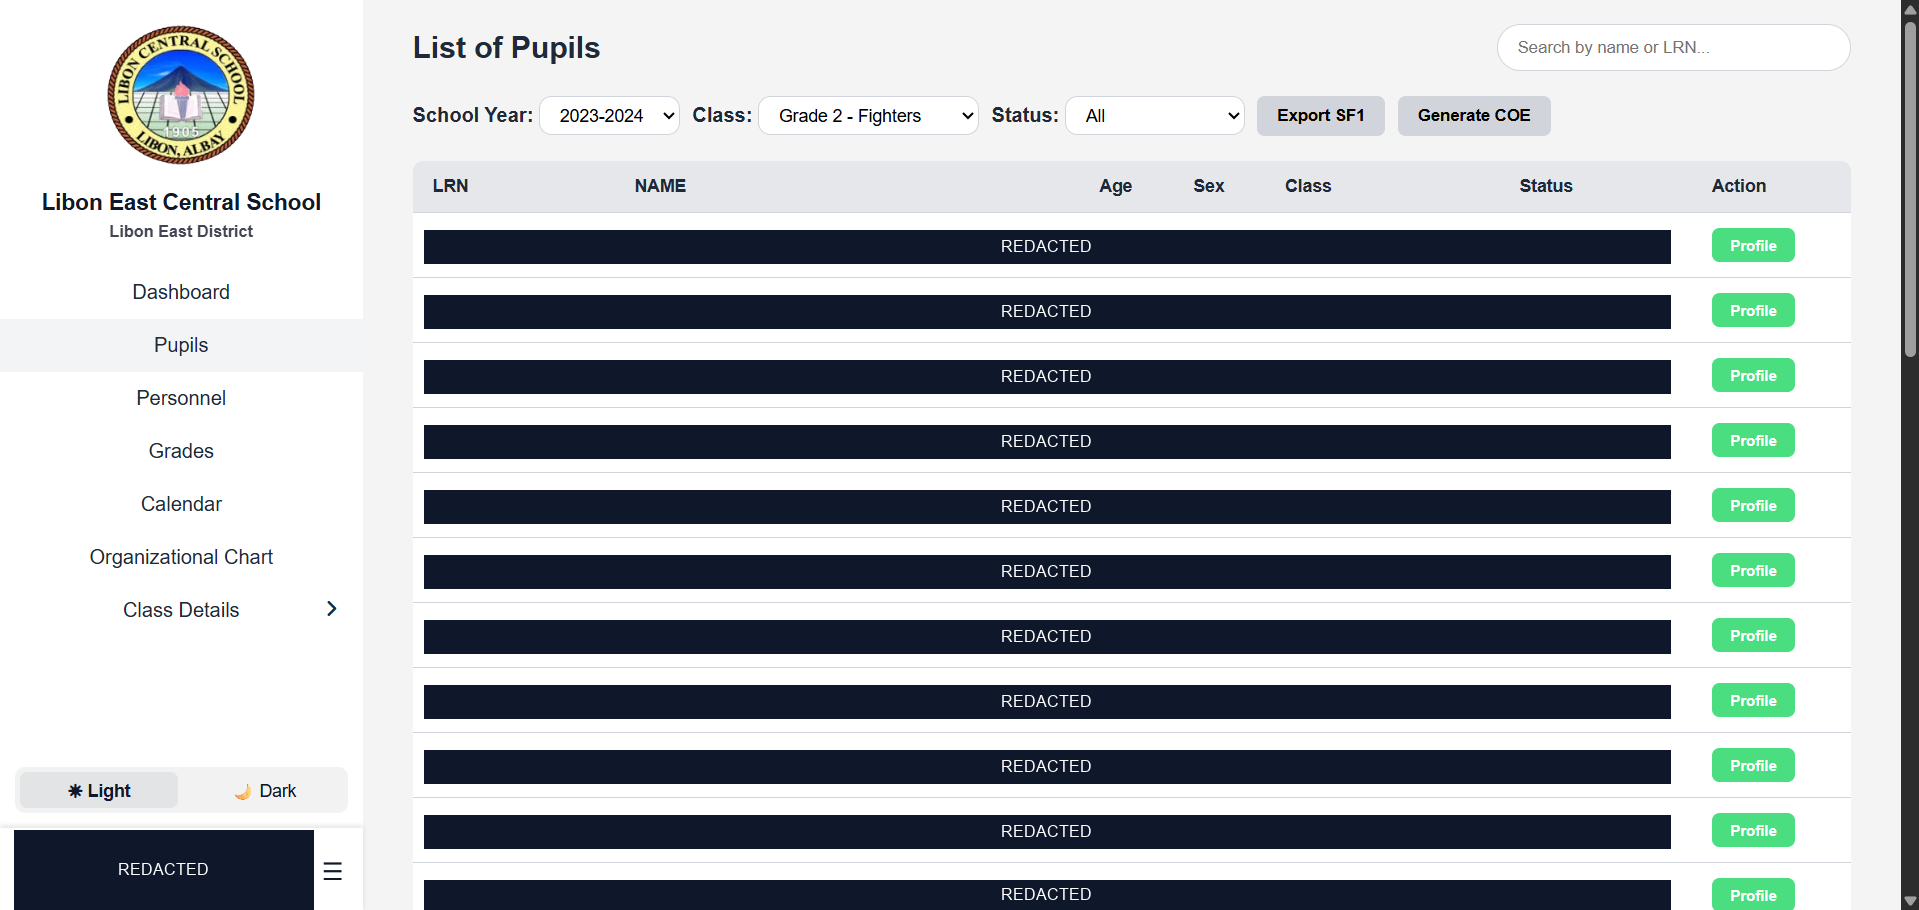 LIBON CENTRAL SCHOOL
1905
LIBON, ALBAY
Libon East Central School
Libon East District
Dashboard
Pupils
Personnel
Grades
Calendar
Organizational Chart
Class Details
Light
Dark
REDACTED
List of Pupils
Search by name or LRN...
School Year: 2023-2024 Class: Grade 2 - Fighters Status: All Export SF1 Generate COE
LRN NAME Age Sex Class Status Action
REDACTED Profile
REDACTED Profile
REDACTED Profile
REDACTED Profile
REDACTED Profile
REDACTED Profile
REDACTED Profile
REDACTED Profile
REDACTED Profile
REDACTED Profile
REDACTED Profile